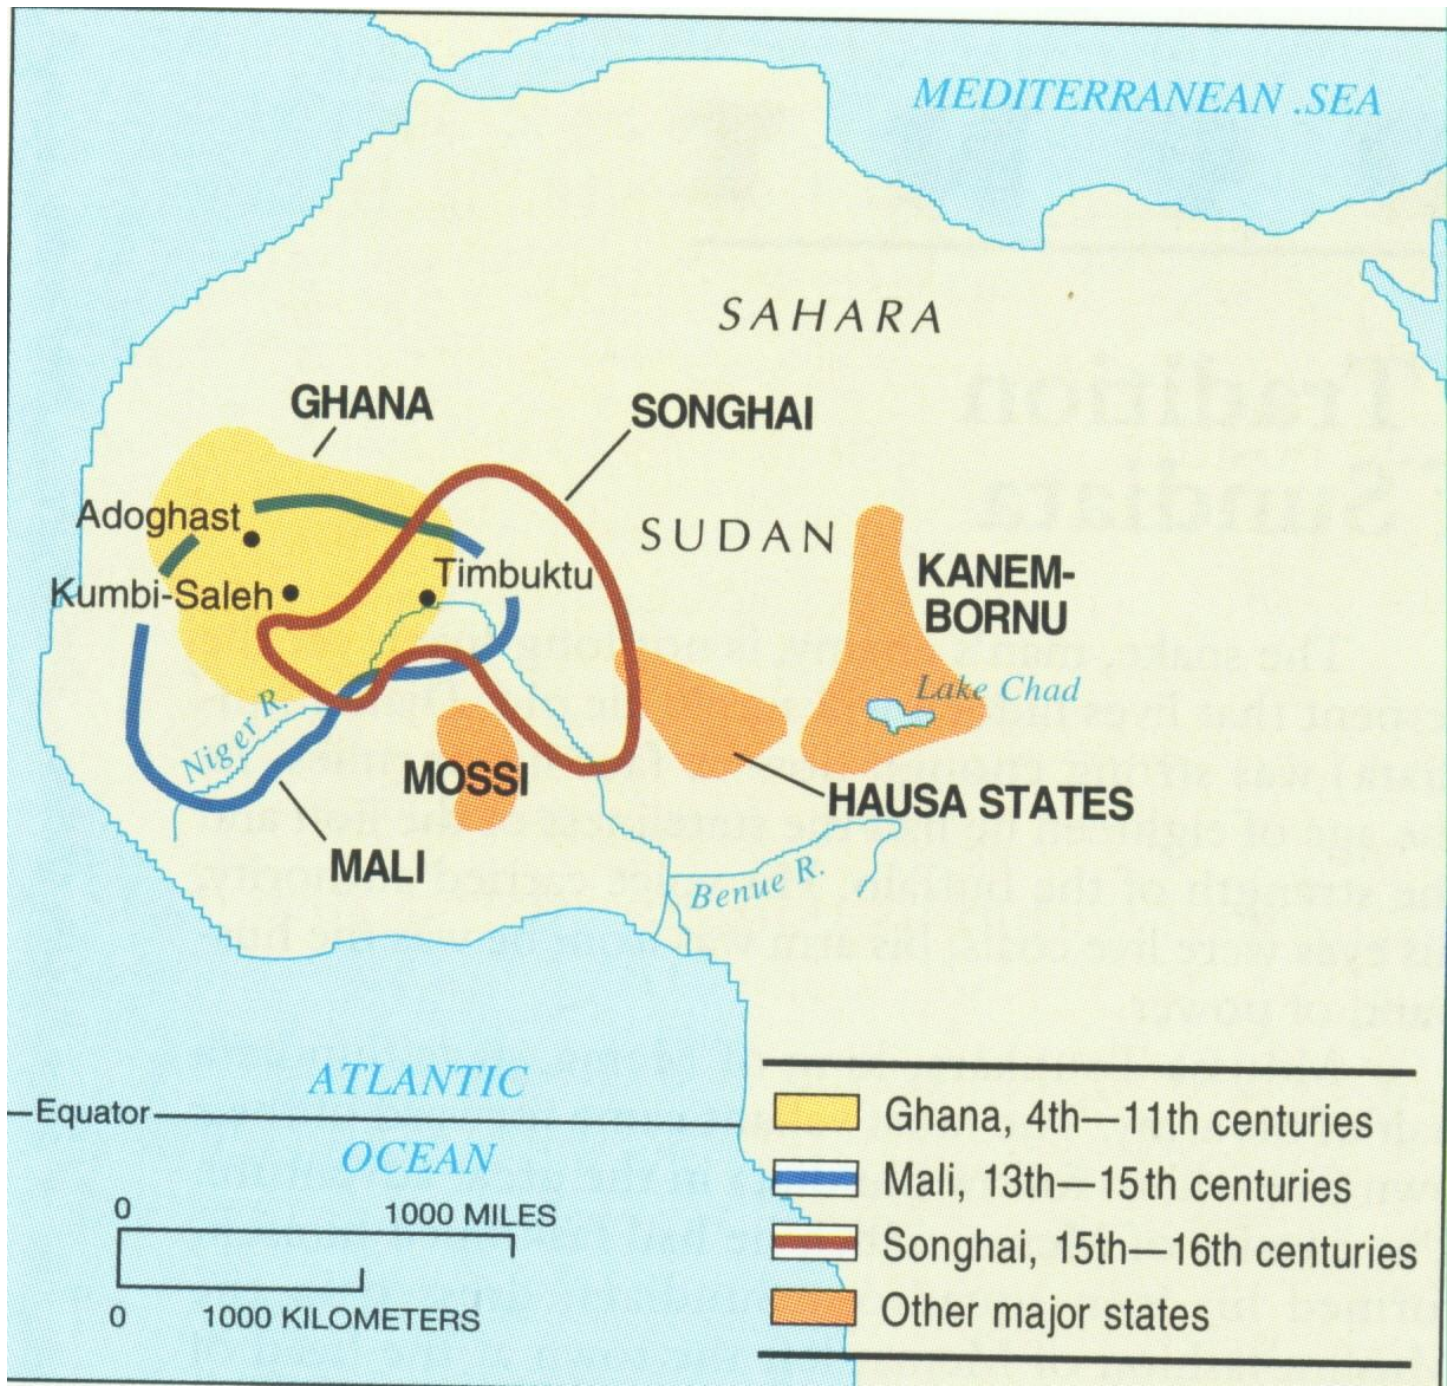 MEDITERRANEAN .SEA
SAHARA
GHANA
SONGHAI
Adoghast
SUDAN
Timbuktu
KANEM-
BORNU
Kumbi-Saleh
Lake Chad
Niger R.
MOSSI
HAUSA STATES
MALI
Benue R.
ATLANTIC
Equator
OCEAN
0 1000 MILES
0 1000 KILOMETERS
Ghana, 4th—11th centuries
Mali, 13th—15th centuries
Songhai, 15th—16th centuries
Other major states